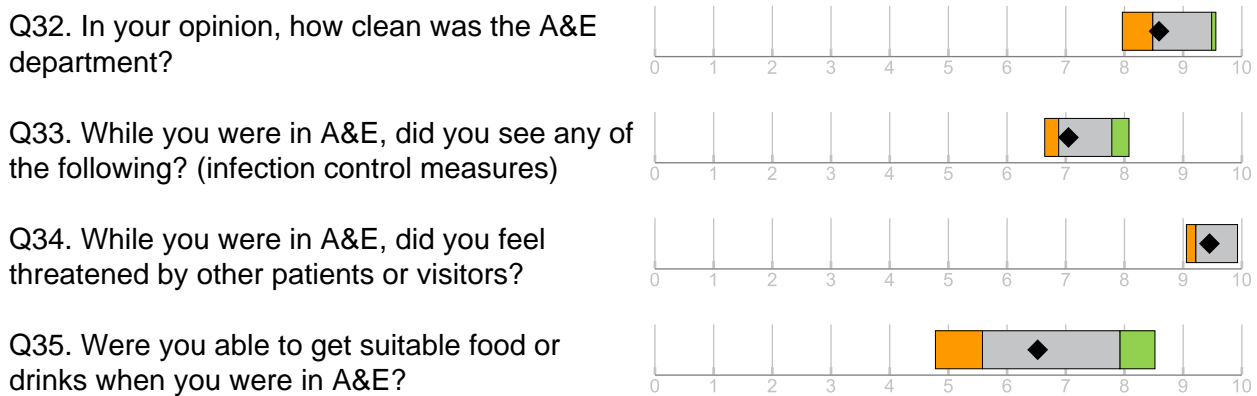 Q32. In your opinion, how clean was the A&E
department?
0 1 2 3 4 5 6 7 8 9 10
Q33. While you were in A&E, did you see any of
the following? (infection control measures)
0 1 2 3 4 5 6 7 8 9 10
Q34. While you were in A&E, did you feel
threatened by other patients or visitors?
0 1 2 3 4 5 6 7 8 9 10
Q35. Were you able to get suitable food or
drinks when you were in A&E?
0 1 2 3 4 5 6 7 8 9 10